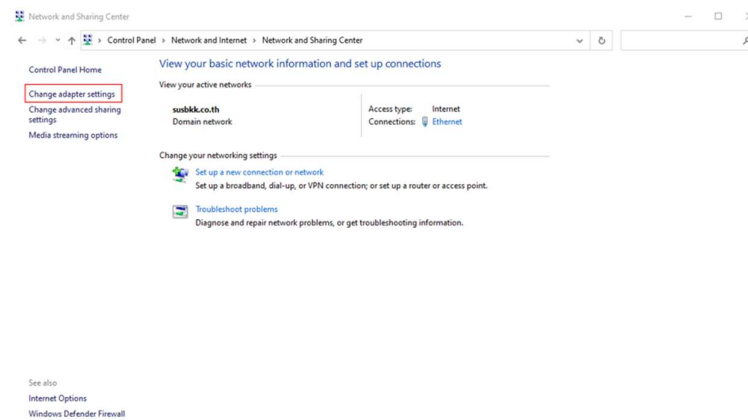 Network and Sharing Center
Control Panel > Network and Internet > Network and Sharing Center
Control Panel Home
Change adapter settings
Change advanced sharing
settings
Media streaming options
View your basic network information and set up connections
View your active networks
susbkk.co.th
Domain network
Access type: Internet
Connections: Ethernet
Change your networking settings
Set up a new connection or network
Set up a broadband, dial-up, or VPN connection; or set up a router or access point.
Troubleshoot problems
Diagnose and repair network problems, or get troubleshooting information.
See also
Internet Options
Windows Defender Firewall